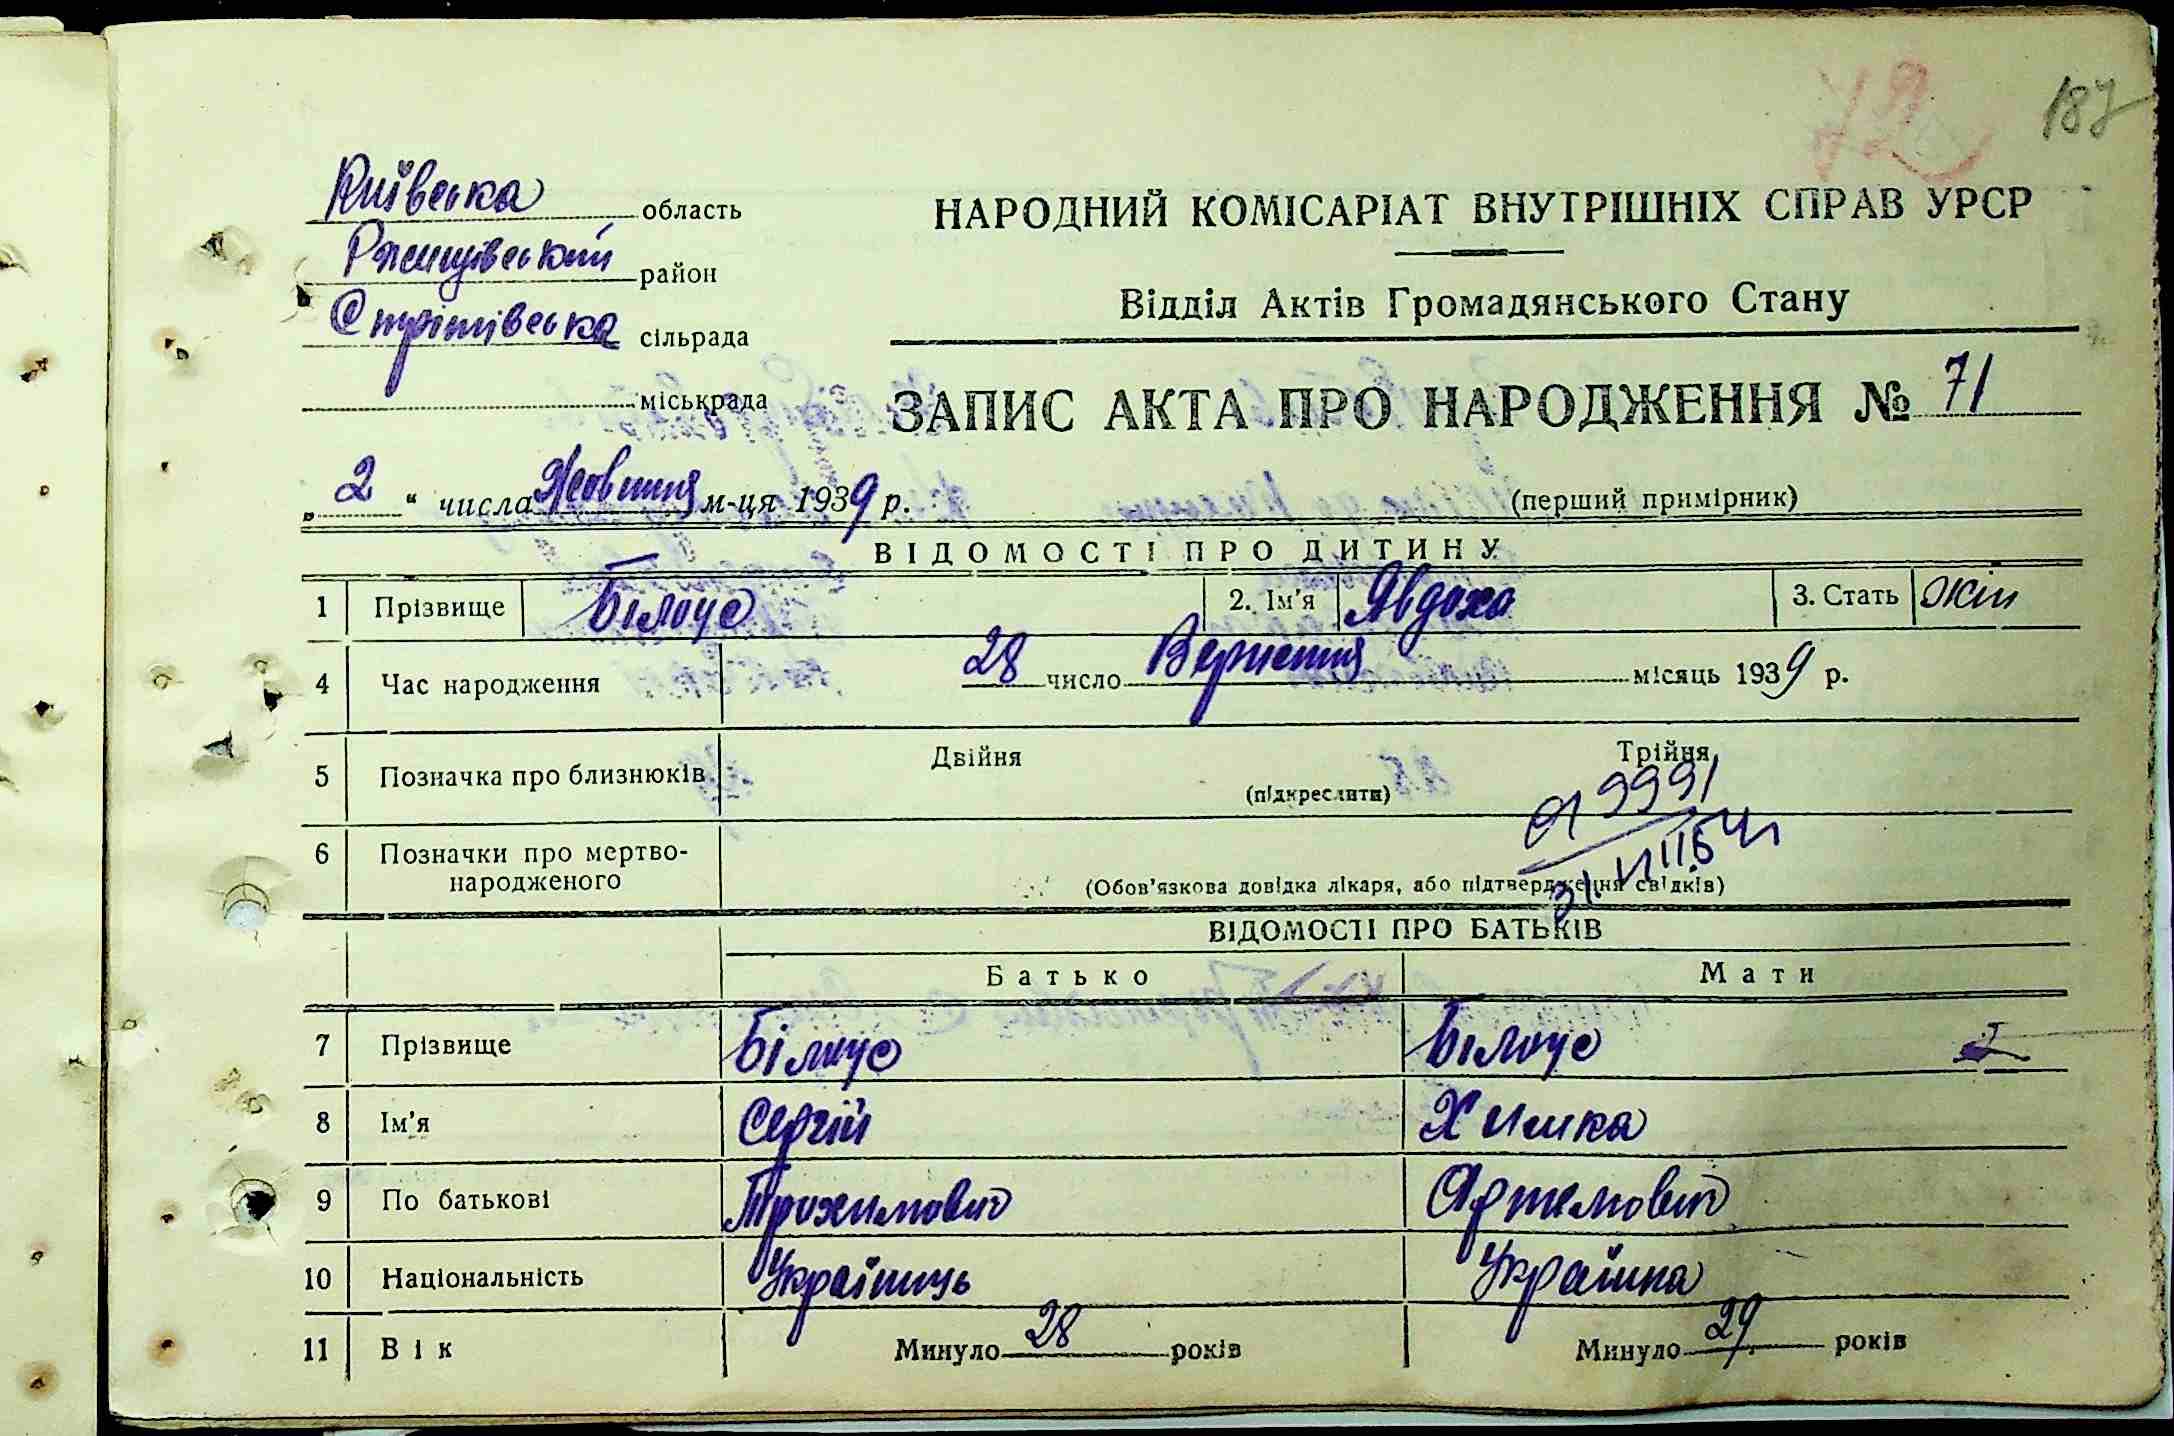 72
187
Київська область
Ржищівський район
Стрітівська сільрада
міськрада
НАРОДНИЙ КОМІСАРІАТ ВНУТРІШНІХ СПРАВ УРСР
Відділ Актів Громадянського Стану
ЗАПИС АКТА ПРО НАРОДЖЕННЯ № 71
„ 2 “ числа Жовтня м-ця 1939 р.
(перший примірник)
ВІДОМОСТІ ПРО ДИТИНУ
1 Прізвище Білоус 2. Ім'я Явдоха 3. Стать жін
4 Час народження 28 число Вересня місяць 1939 р.
5 Позначка про близнюків Двійня Трійня
(підкреслити)
6 Позначки про мертво-
народженого
(Обов'язкова довідка лікаря, або підтвердження свідків)
ВІДОМОСТІ ПРО БАТЬКІВ
Батько Мати
7 Прізвище Білоус Білоус
8 Ім'я Сергій Химка
9 По батькові Трохимович Артемович
10 Національність Українець Українка
11 Вік Минуло 28 років Минуло 29 років